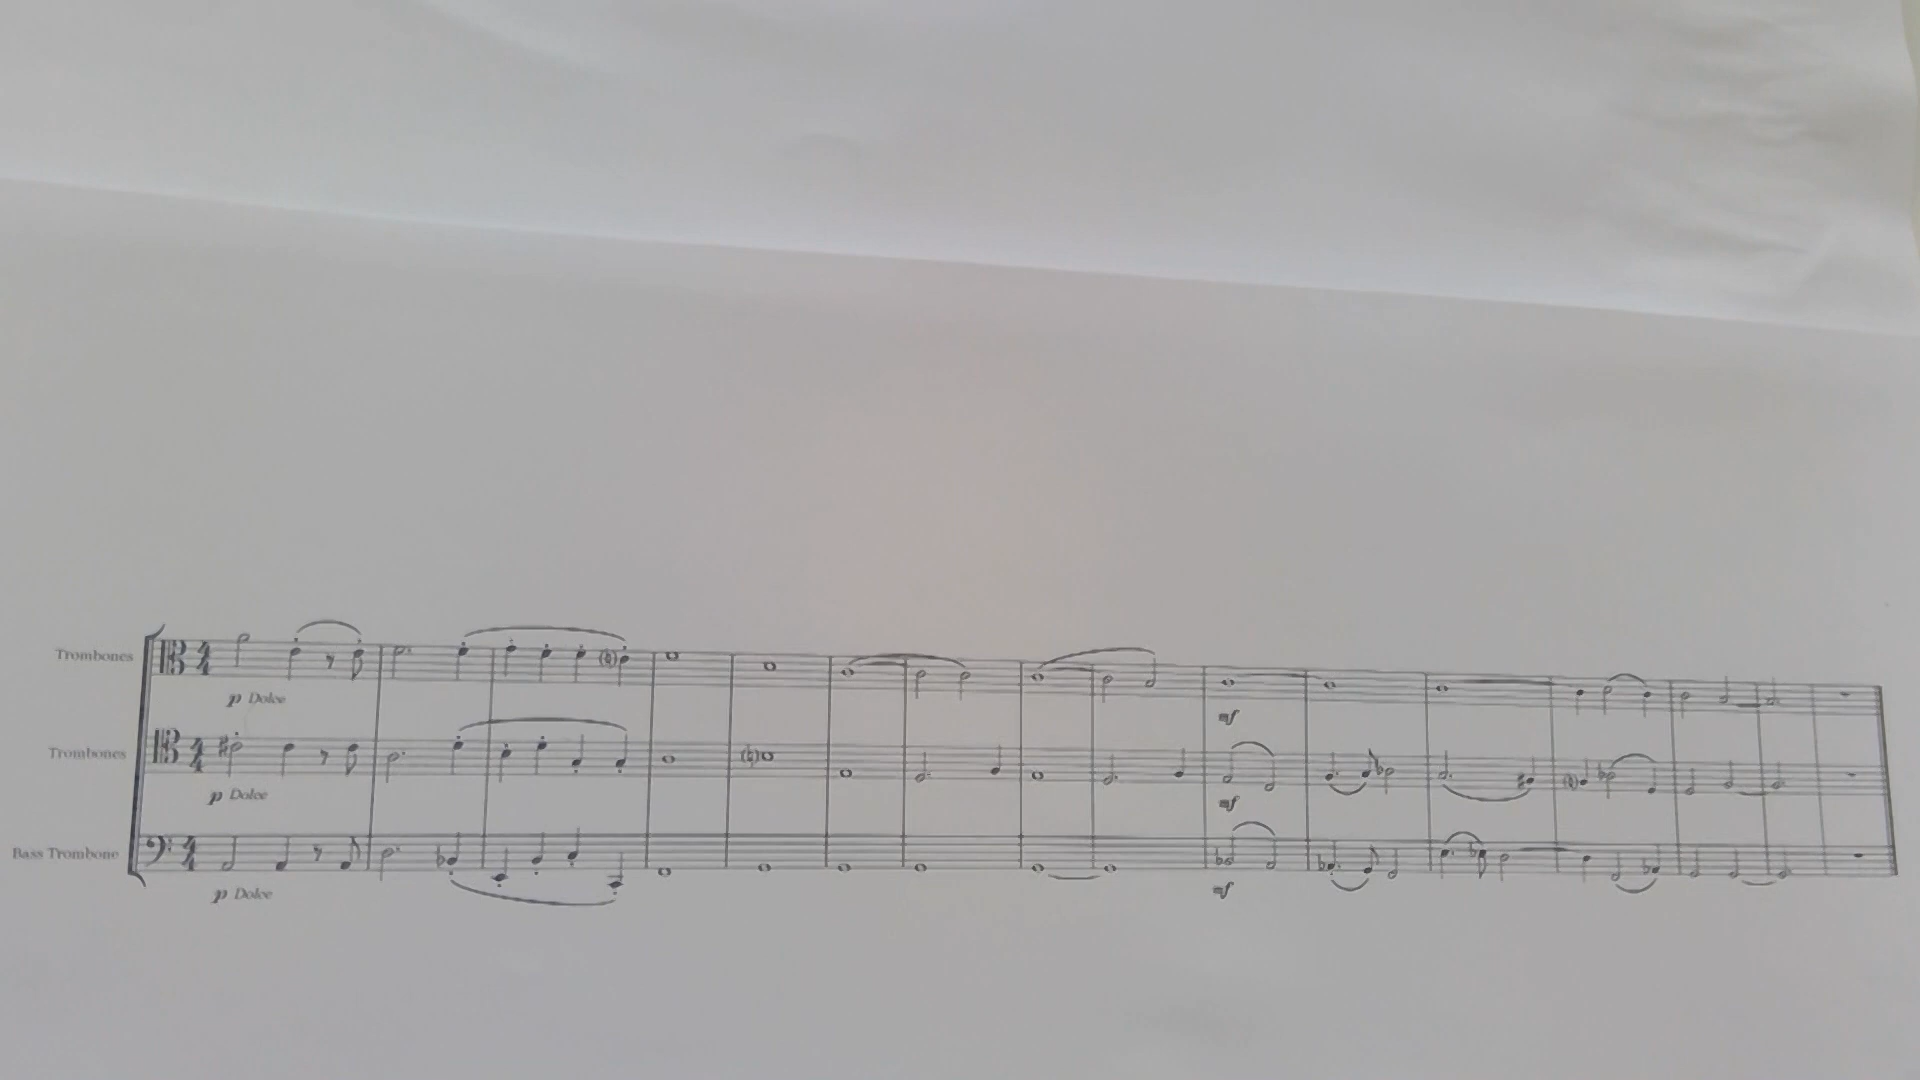 Trombones
p Dolce
mf
Trombones
p Dolce
mf
Bass Trombone
p Dolce
mf